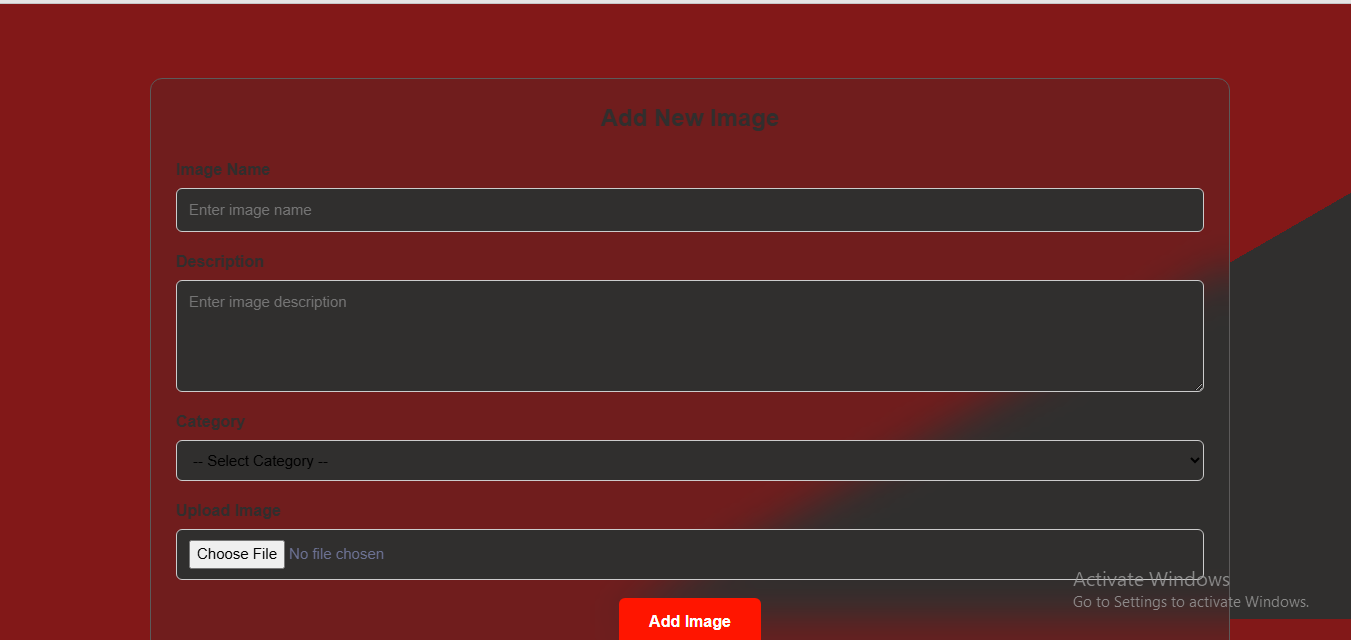 Add New Image
Image Name
Enter image name
Description
Enter image description
Category
-- Select Category --
Upload Image
Choose File No file chosen
Activate Windows
Go to Settings to activate Windows.
Add Image